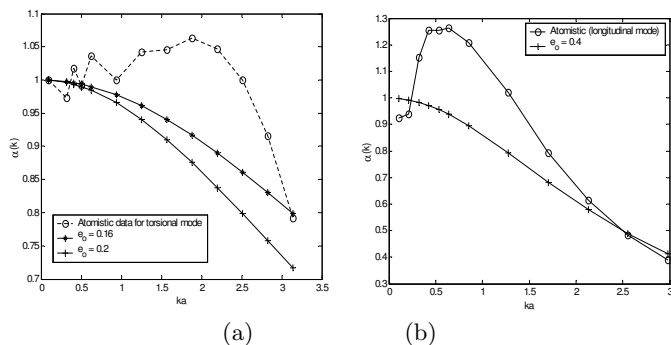 1.1
1.05
1
0.95
0.9
0.85
0.8
0.75
0.7
α(k)
Atomistic data for torsional mode
e₀ = 0.16
e₀ = 0.2
0 0.5 1 1.5 2 2.5 3 3.5
ka
(a)
1.4
1.3
1.2
1.1
1
0.9
0.8
0.7
0.6
0.5
0.4
0.3
α(k)
Atomistic (longitudinal mode)
e₀ = 0.4
0 0.5 1 1.5 2 2.5 3
ka
(b)